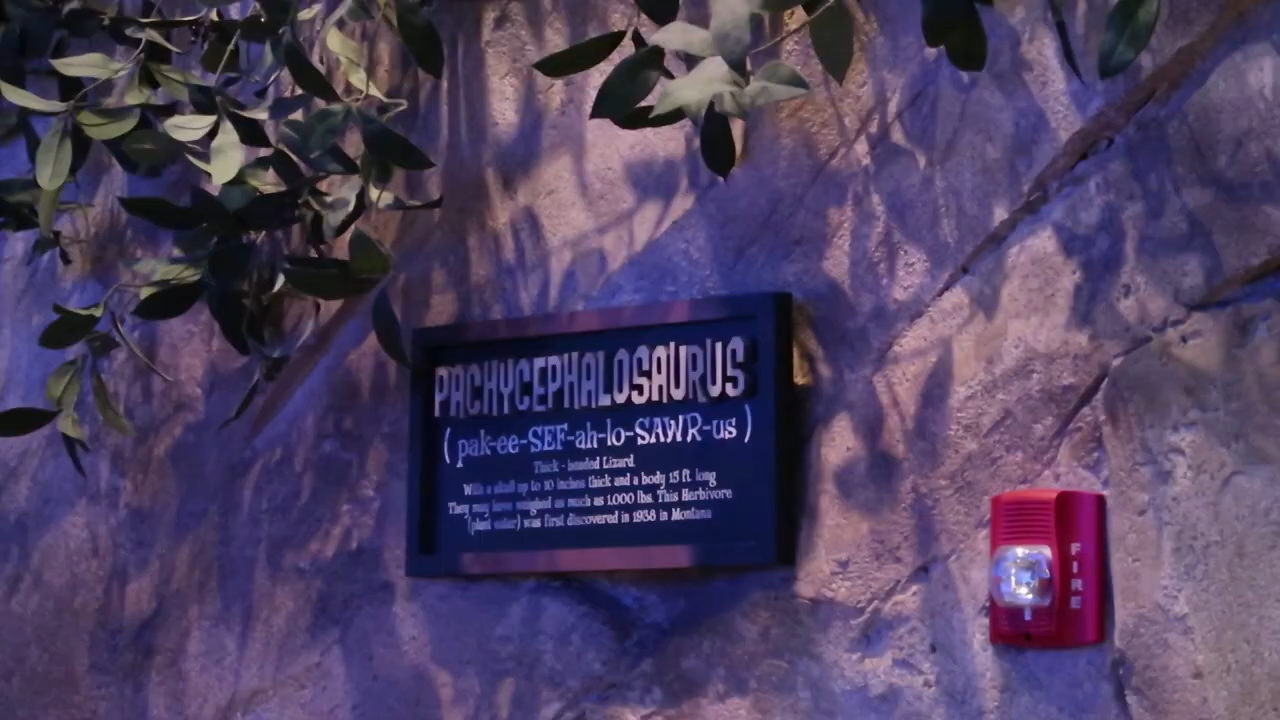 PACHYCEPHALOSAURUS
( pak-ee-SEF-ah-lo-SAWR-us )
Thick - headed Lizard
With a skull up to 10 inches thick and a body 15 ft. long
They may have weighed as much as 1,000 lbs. This Herbivore
(plant eater) was first discovered in 1938 in Montana
FIRE